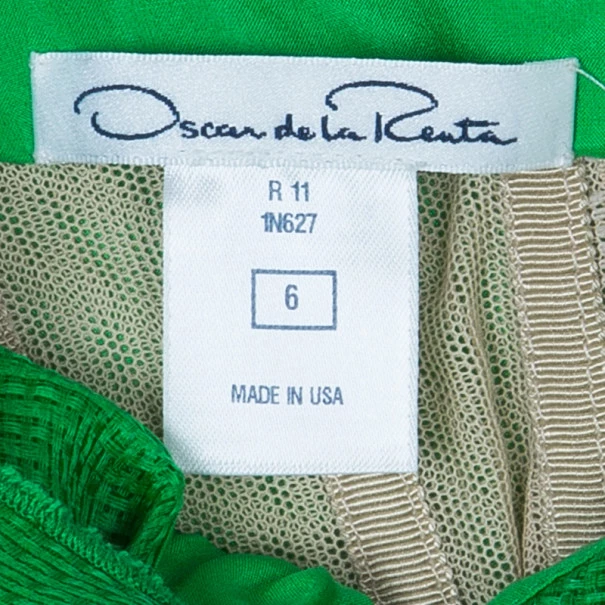 Oscar de la Renta
R 11
1N627
6
MADE IN USA